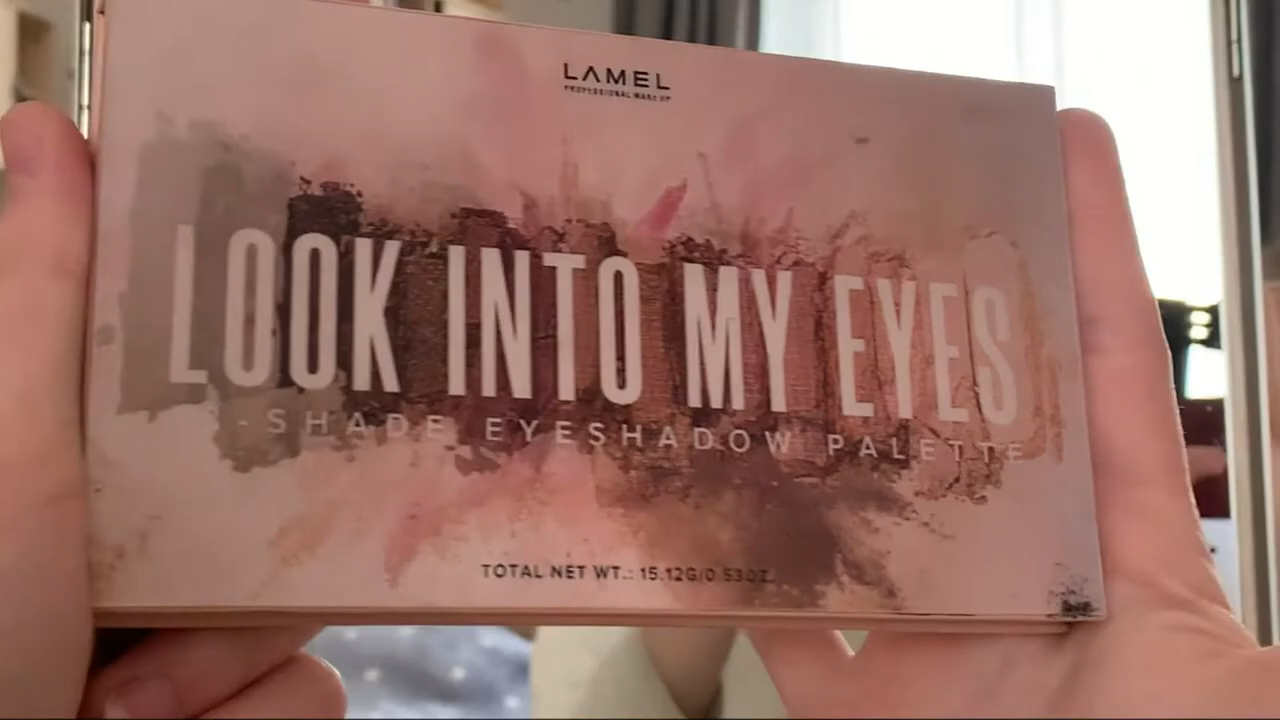 LAMEL
PROFESSIONAL MAKE UP
LOOK INTO MY EYES
-SHADE EYESHADOW PALETTE
TOTAL NET WT.: 15.12G/0.53OZ.